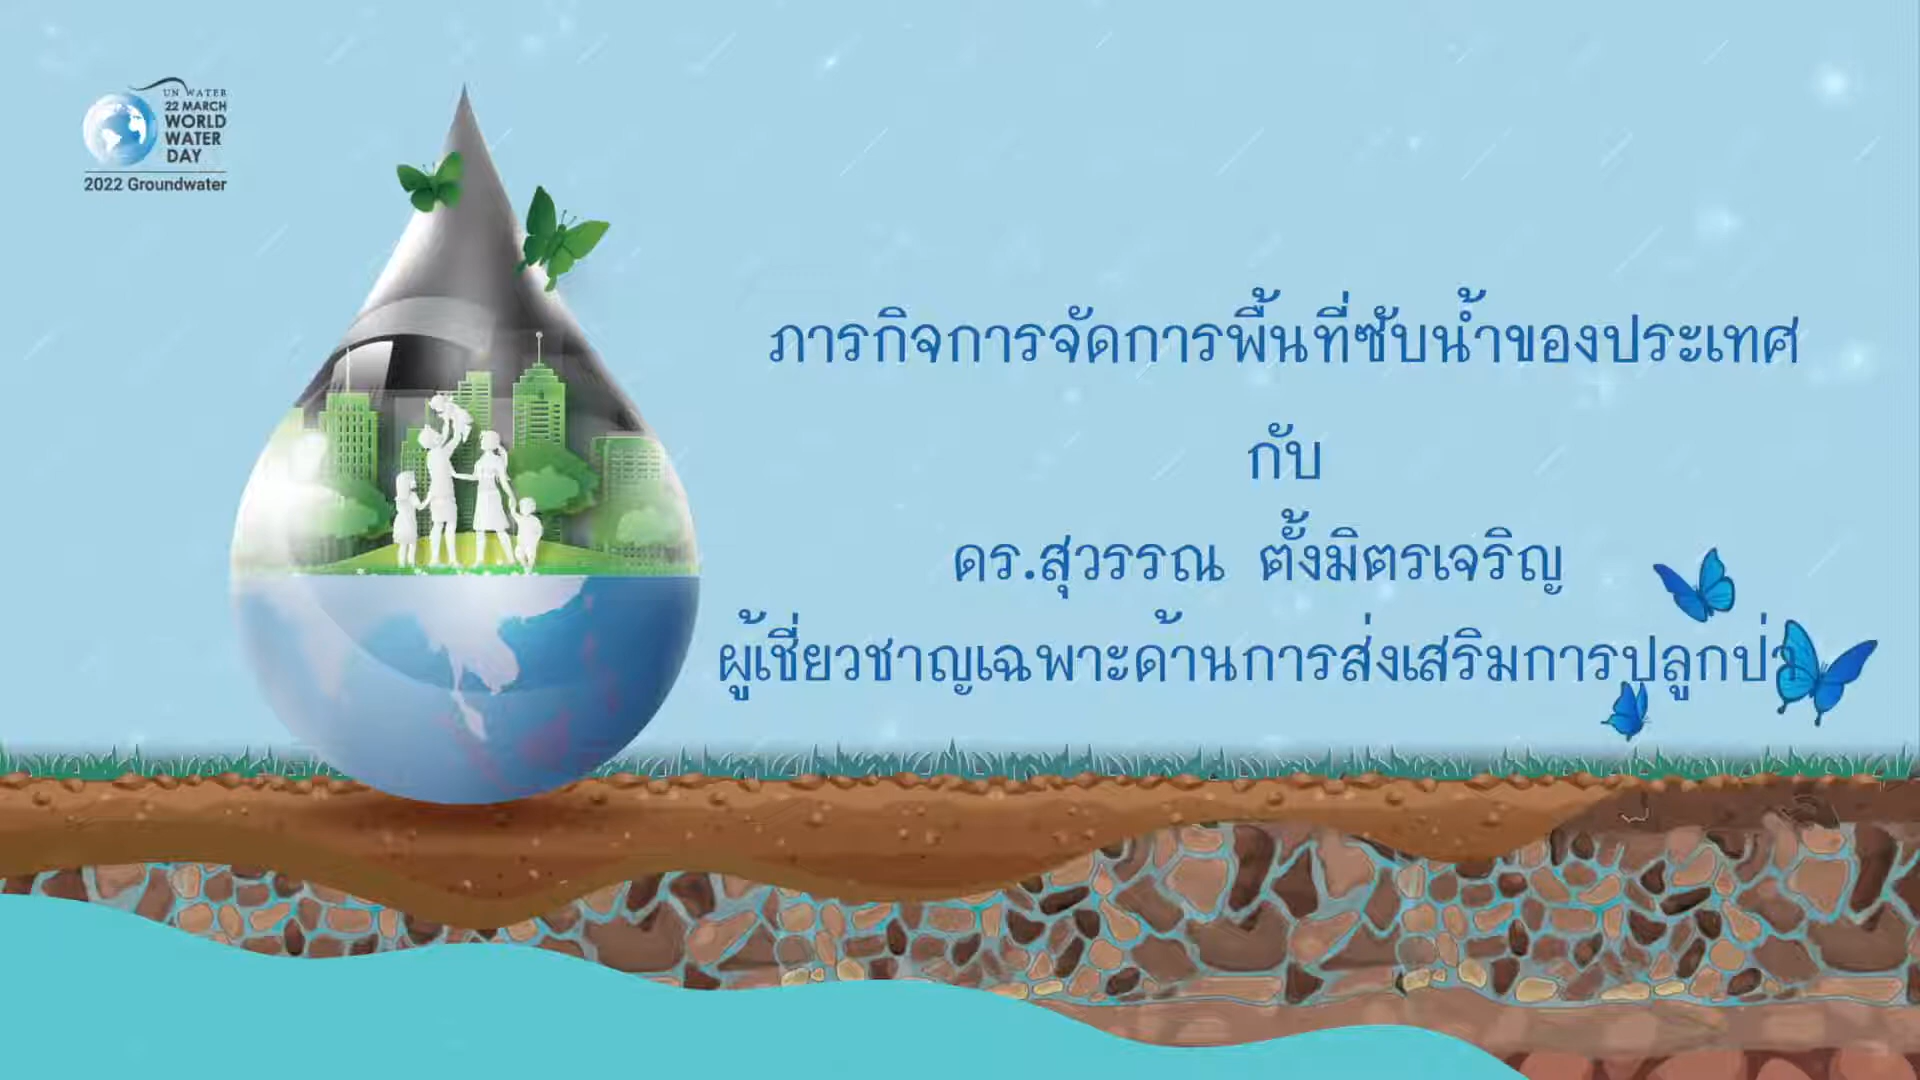 UN WATER
22 MARCH
WORLD
WATER
DAY
2022 Groundwater
ภารกิจการจัดการพื้นที่ซับน้ำของประเทศ
กับ
ดร.สุวรรณ ตั้งมิตรเจริญ
ผู้เชี่ยวชาญเฉพาะด้านการส่งเสริมการปลูกป่า